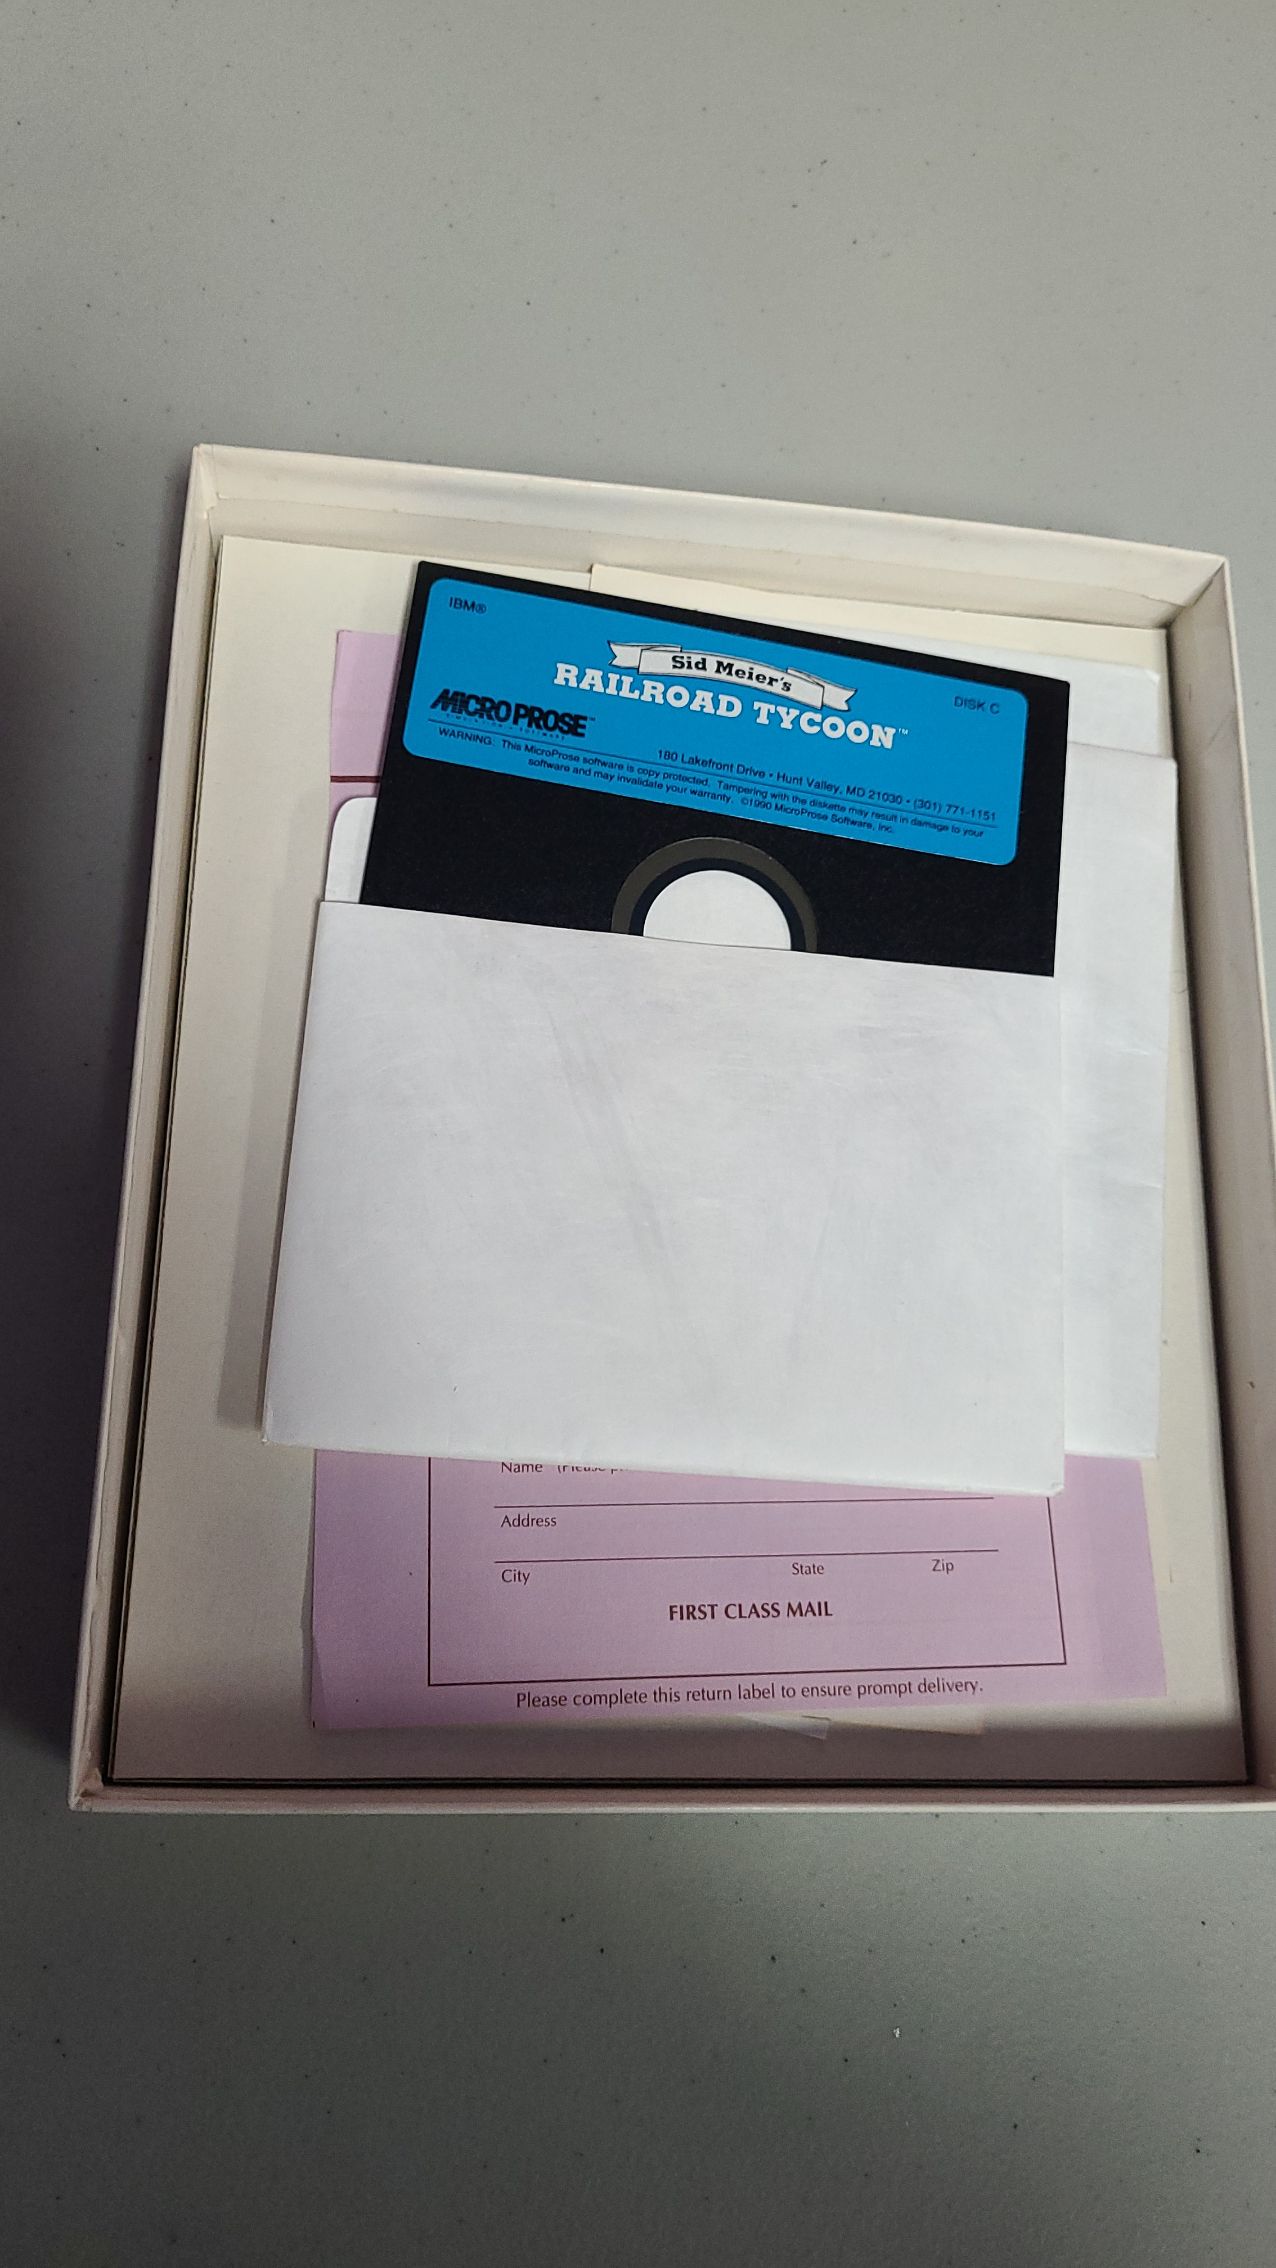 IBM®
Sid Meier's
RAILROAD TYCOON™
DISK C
MICROPROSE™
SIMULATION • SOFTWARE
180 Lakefront Drive • Hunt Valley, MD 21030 • (301) 771-1151
WARNING: This MicroProse software is copy protected. Tampering with the diskette may result in damage to your
software and may invalidate your warranty. ©1990 MicroProse Software, Inc.
Name
Address
City State Zip
FIRST CLASS MAIL
Please complete this return label to ensure prompt delivery.